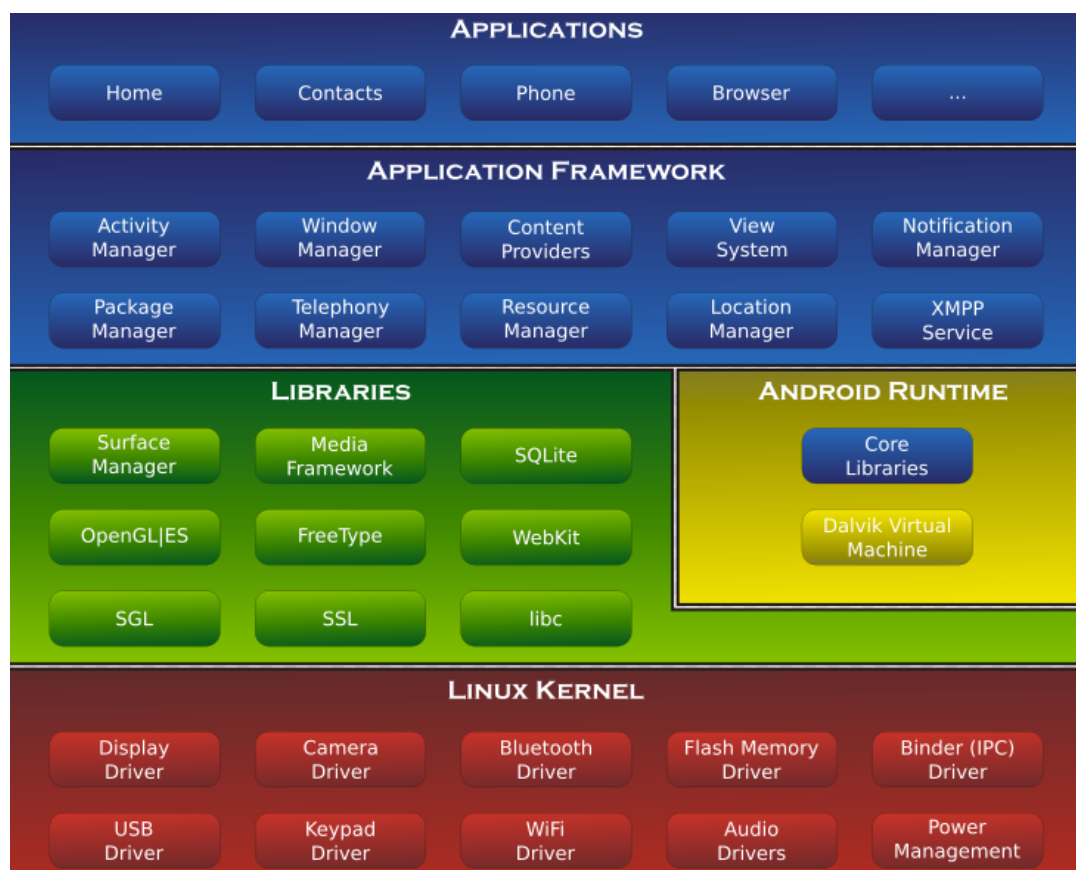 APPLICATIONS
Home
Contacts
Phone
Browser
...
APPLICATION FRAMEWORK
Activity
Manager
Window
Manager
Content
Providers
View
System
Notification
Manager
Package
Manager
Telephony
Manager
Resource
Manager
Location
Manager
XMPP
Service
LIBRARIES
Surface
Manager
Media
Framework
SQLite
OpenGL|ES
FreeType
WebKit
SGL
SSL
libc
ANDROID RUNTIME
Core
Libraries
Dalvik Virtual
Machine
LINUX KERNEL
Display
Driver
Camera
Driver
Bluetooth
Driver
Flash Memory
Driver
Binder (IPC)
Driver
USB
Driver
Keypad
Driver
WiFi
Driver
Audio
Drivers
Power
Management